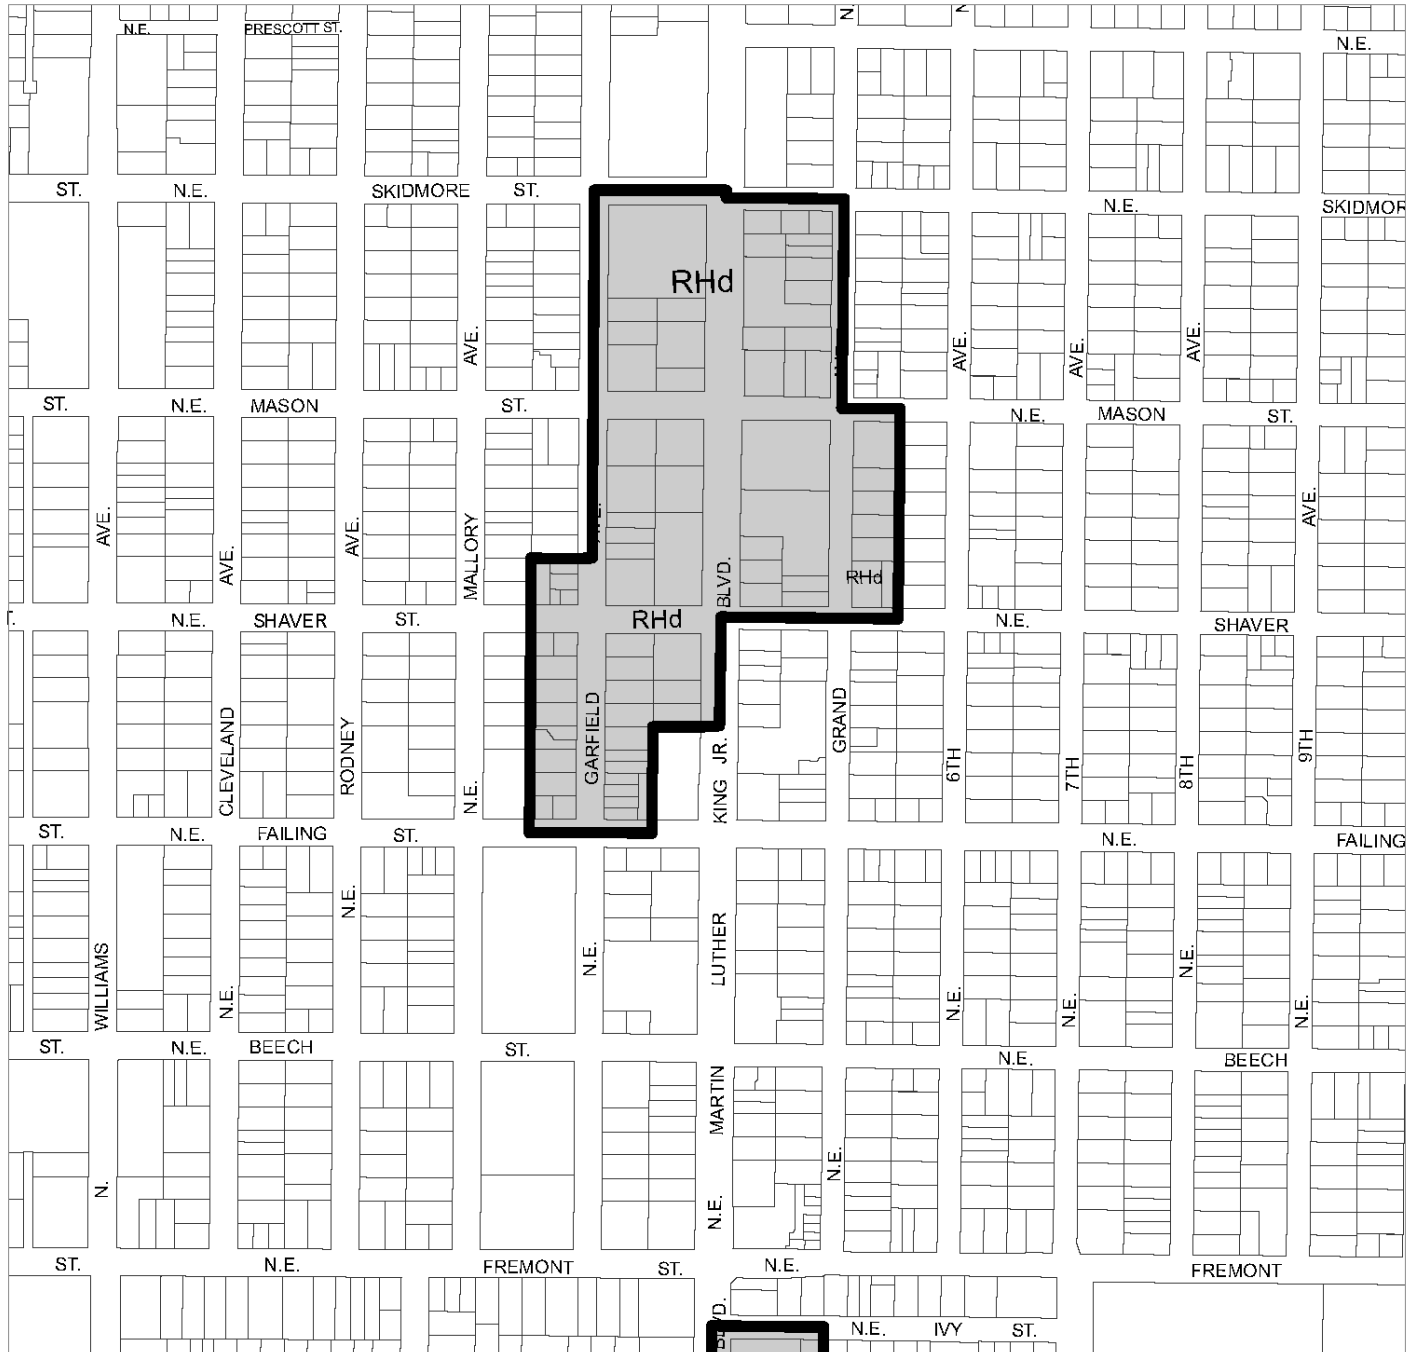 N.E. PRESCOTT ST.
N.
N.
N.E.
ST. N.E. SKIDMORE ST.
N.E. SKIDMOR
RHd
AVE.
AVE.
AVE.
AVE.
ST. N.E. MASON ST.
N.E. MASON ST.
AVE.
AVE.
AVE.
MALLORY
BLVD.
AVE.
RHd
ST. N.E. SHAVER ST.
RHd
N.E. SHAVER
CLEVELAND
RODNEY
N.E.
GARFIELD
KING JR.
GRAND
6TH
7TH
8TH
9TH
ST. N.E. FAILING ST.
N.E. FAILING
WILLIAMS
N.E.
N.E.
N.E.
LUTHER
N.E.
N.E.
N.E.
N.E.
ST. N.E. BEECH ST.
N.E. BEECH
N.
MARTIN
N.E.
N.E.
ST. N.E. FREMONT ST. N.E.
FREMONT
BLVD.
N.E. IVY ST.